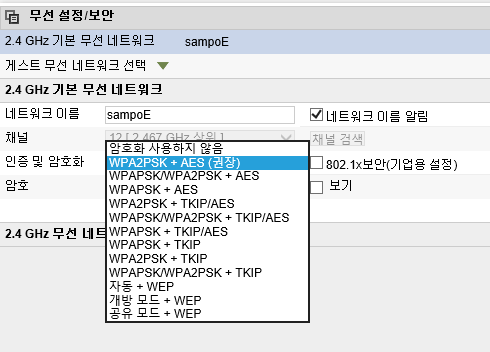 무선 설정/보안
2.4 GHz 기본 무선 네트워크 sampoE
게스트 무선 네트워크 선택
2.4 GHz 기본 무선 네트워크
네트워크 이름 sampoE 네트워크 이름 알림
채널 12 [ 2,467 GHz 상위 ] 채널 검색
인증 및 암호화 802.1x보안(기업용 설정)
암호 보기
암호화 사용하지 않음
WPA2PSK + AES (권장)
WPAPSK/WPA2PSK + AES
WPAPSK + AES
WPA2PSK + TKIP/AES
WPAPSK/WPA2PSK + TKIP/AES
WPAPSK + TKIP/AES
WPAPSK + TKIP
WPA2PSK + TKIP
WPAPSK/WPA2PSK + TKIP
자동 + WEP
개방 모드 + WEP
공유 모드 + WEP
2.4 GHz 무선 네트